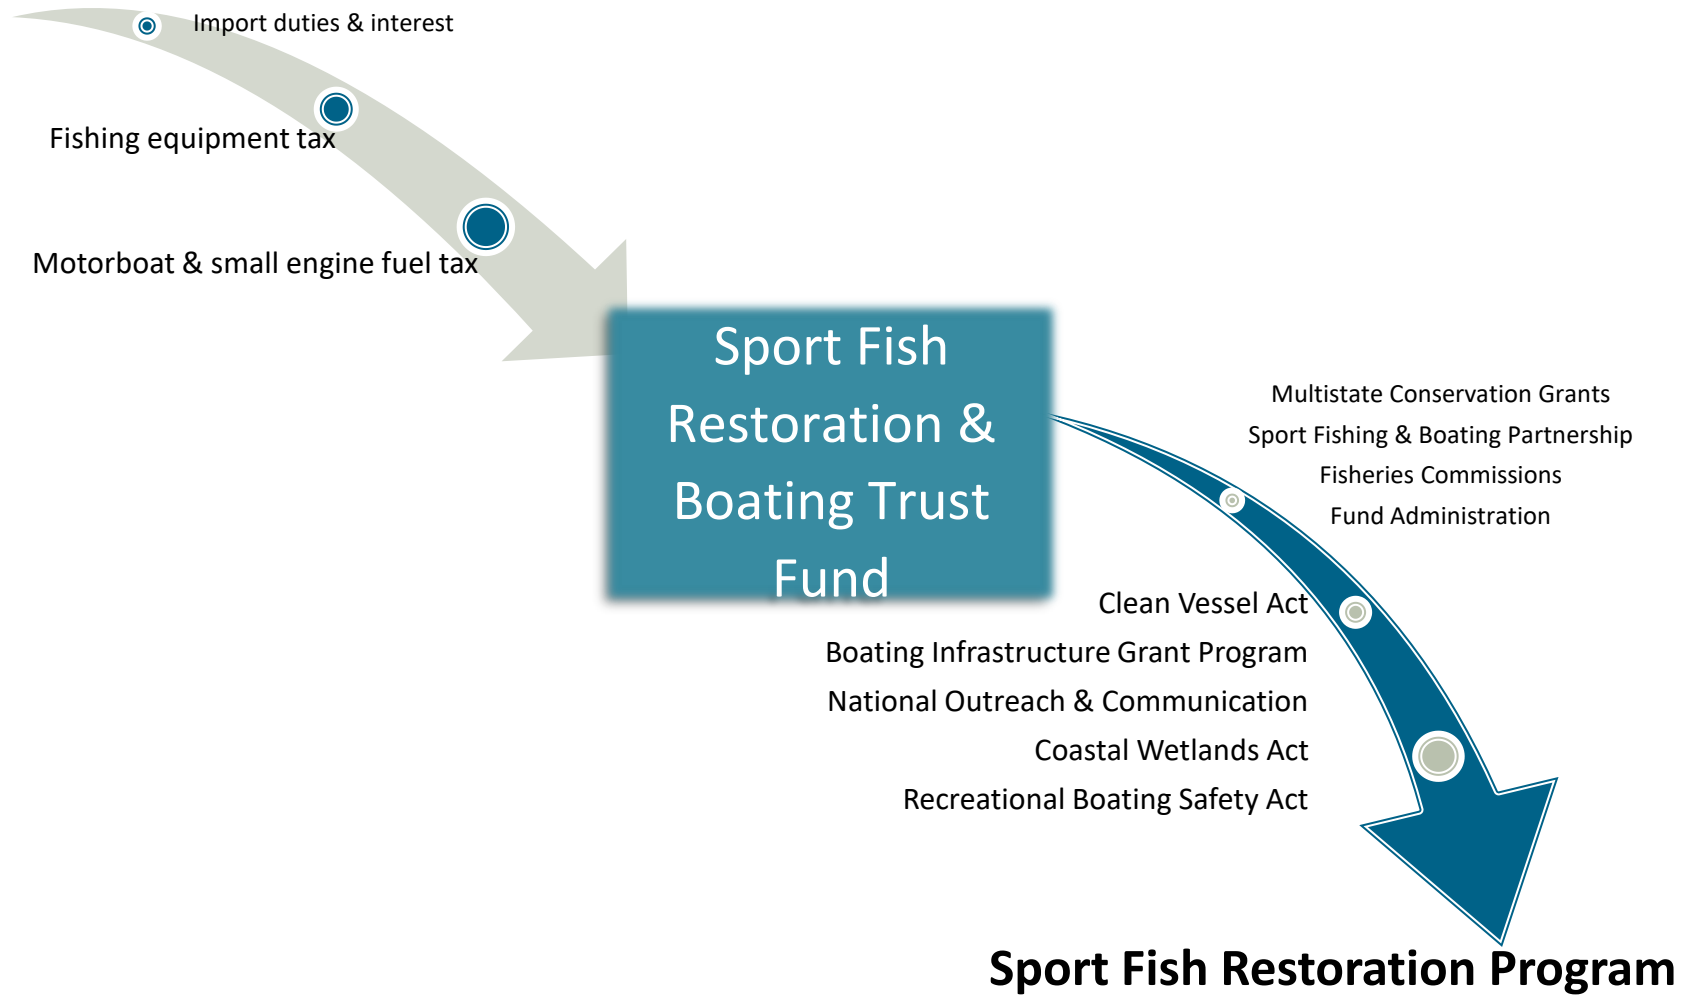 Import duties & interest
Fishing equipment tax
Motorboat & small engine fuel tax
Sport Fish
Restoration &
Boating Trust
Fund
Multistate Conservation Grants
Sport Fishing & Boating Partnership
Fisheries Commissions
Fund Administration
Clean Vessel Act
Boating Infrastructure Grant Program
National Outreach & Communication
Coastal Wetlands Act
Recreational Boating Safety Act
Sport Fish Restoration Program